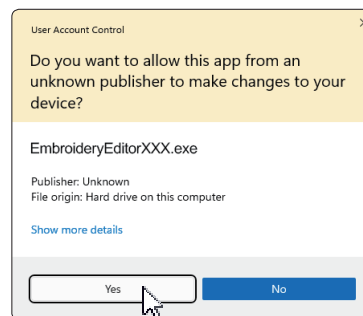 User Account Control
Do you want to allow this app from an
unknown publisher to make changes to your
device?
EmbroideryEditorXXX.exe
Publisher: Unknown
File origin: Hard drive on this computer
Show more details
Yes
No